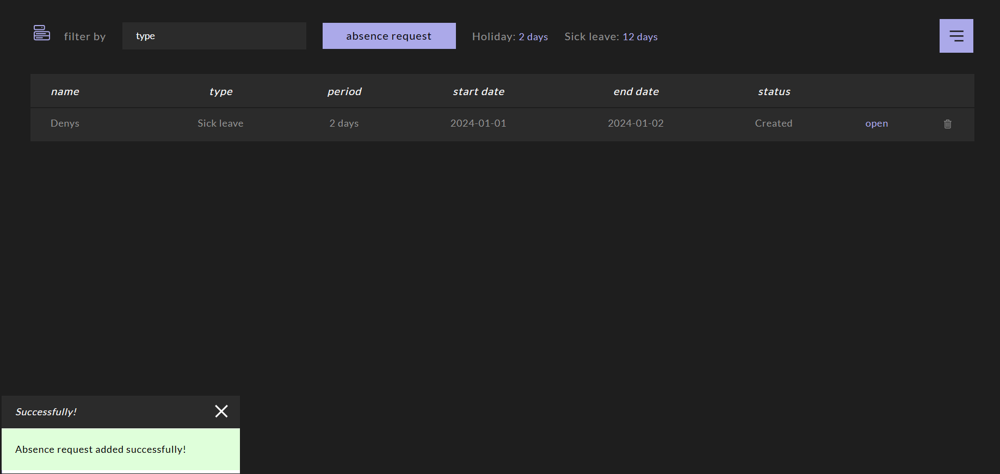 filter by type absence request Holiday: 2 days Sick leave: 12 days
name type period start date end date status
Denys Sick leave 2 days 2024-01-01 2024-01-02 Created open
Successfully!
Absence request added successfully!